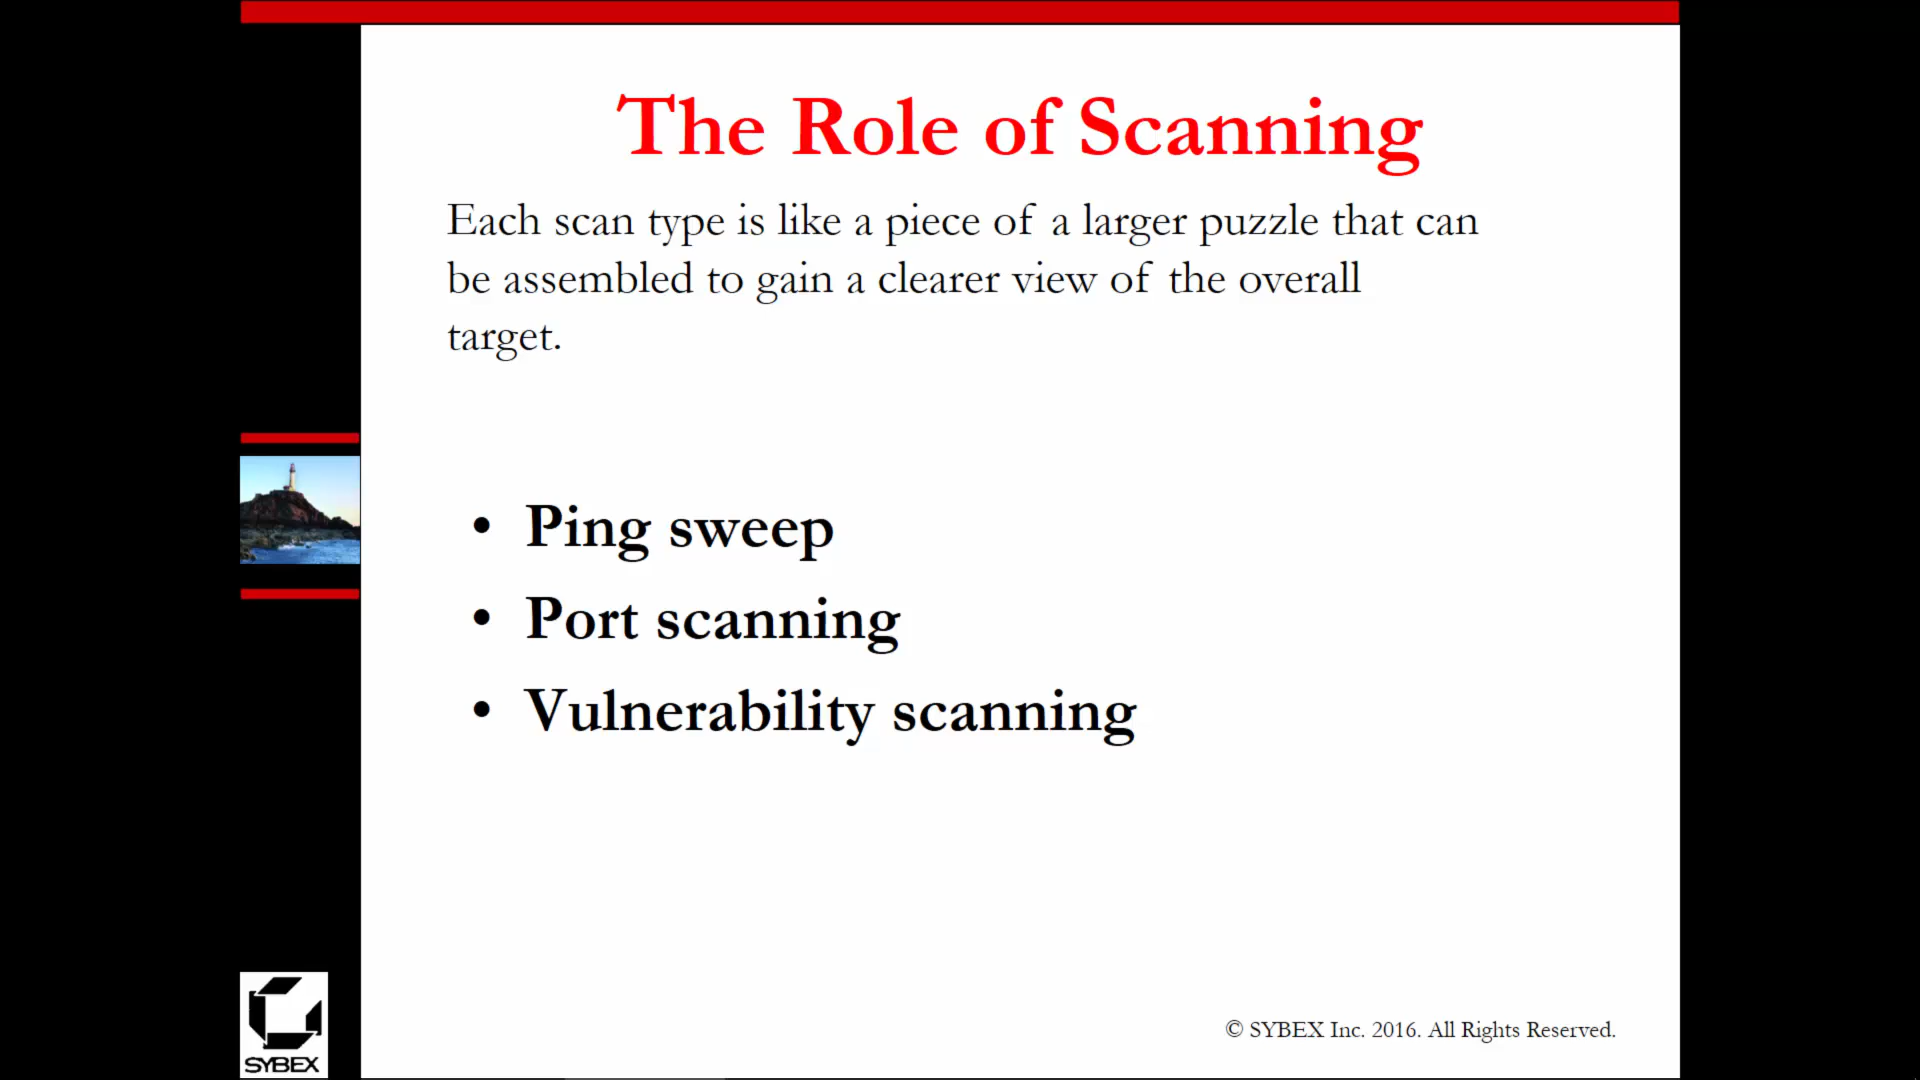 The Role of Scanning
Each scan type is like a piece of a larger puzzle that can
be assembled to gain a clearer view of the overall
target.
• Ping sweep
• Port scanning
• Vulnerability scanning
SYBEX
© SYBEX Inc. 2016. All Rights Reserved.